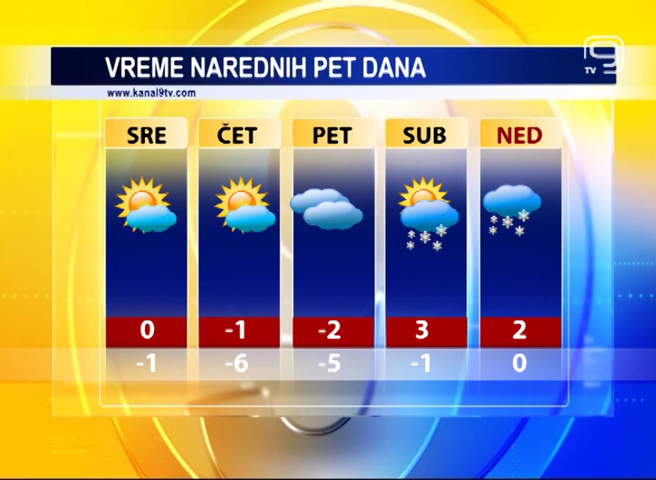 VREME NAREDNIH PET DANA
9
TV
www.kanal9tv.com
SRE ČET PET SUB NED
0 -1 -2 3 2
-1 -6 -5 -1 0